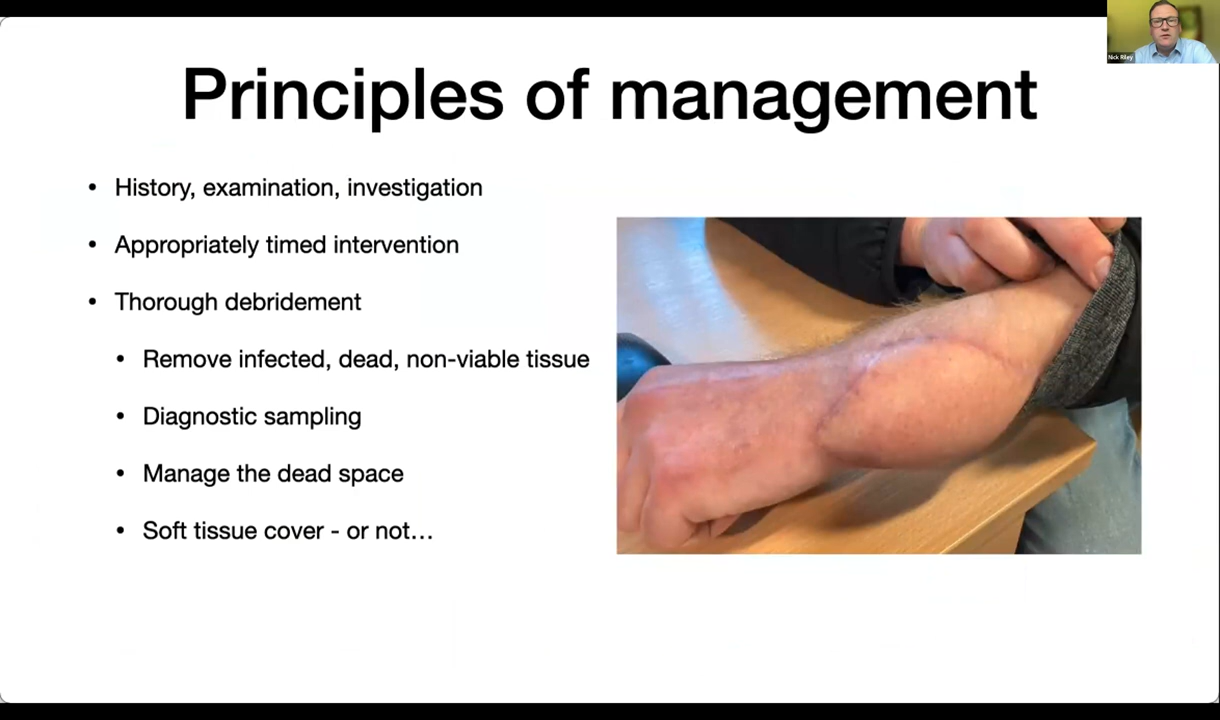 Nick Riley
Principles of management
• History, examination, investigation
• Appropriately timed intervention
• Thorough debridement
• Remove infected, dead, non-viable tissue
• Diagnostic sampling
• Manage the dead space
• Soft tissue cover - or not…